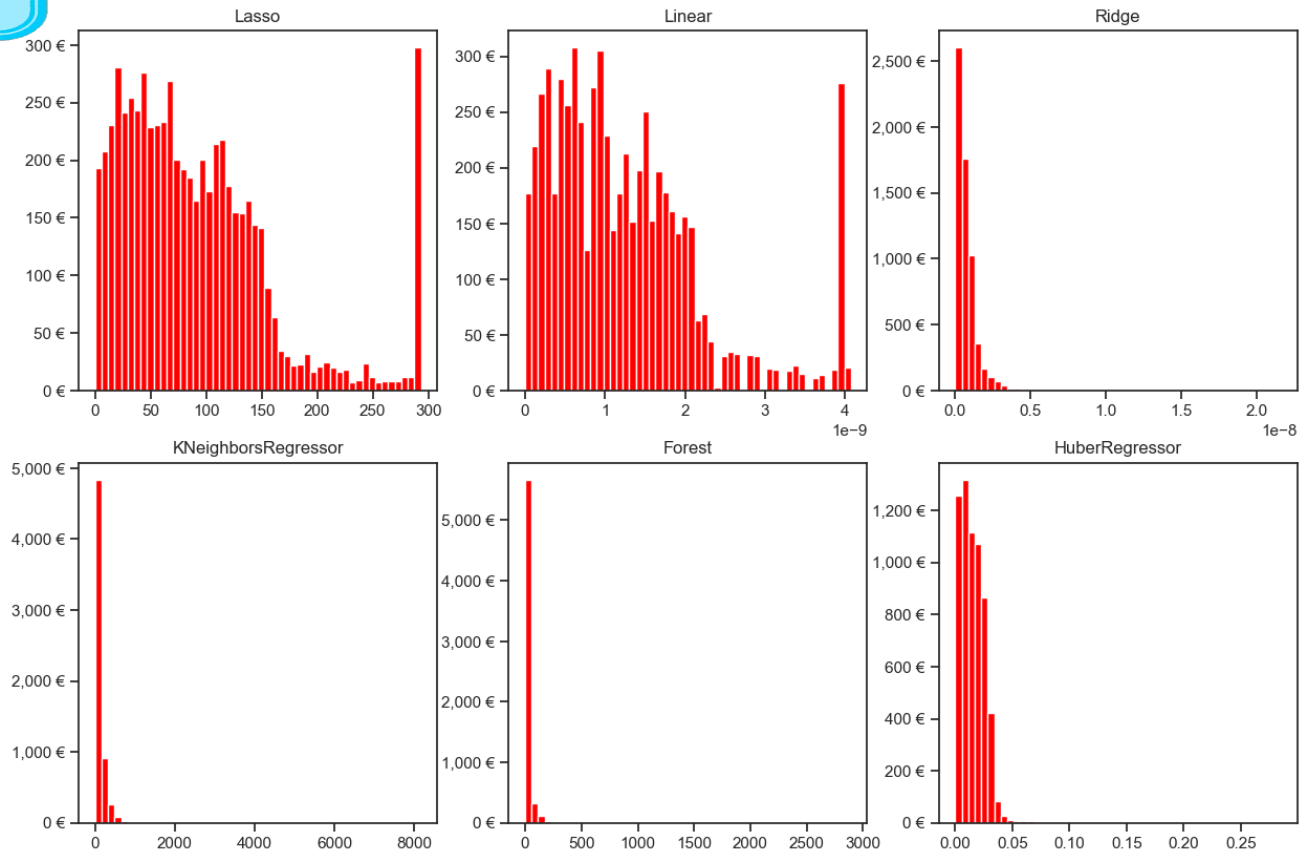 Lasso
300 €
250 €
200 €
150 €
100 €
50 €
0 €
0 50 100 150 200 250 300
Linear
300 €
250 €
200 €
150 €
100 €
50 €
0 €
0 1 2 3 4
1e−9
Ridge
2,500 €
2,000 €
1,500 €
1,000 €
500 €
0 €
0.0 0.5 1.0 1.5 2.0
1e−8
KNeighborsRegressor
5,000 €
4,000 €
3,000 €
2,000 €
1,000 €
0 €
0 2000 4000 6000 8000
Forest
5,000 €
4,000 €
3,000 €
2,000 €
1,000 €
0 €
0 500 1000 1500 2000 2500 3000
HuberRegressor
1,200 €
1,000 €
800 €
600 €
400 €
200 €
0 €
0.00 0.05 0.10 0.15 0.20 0.25